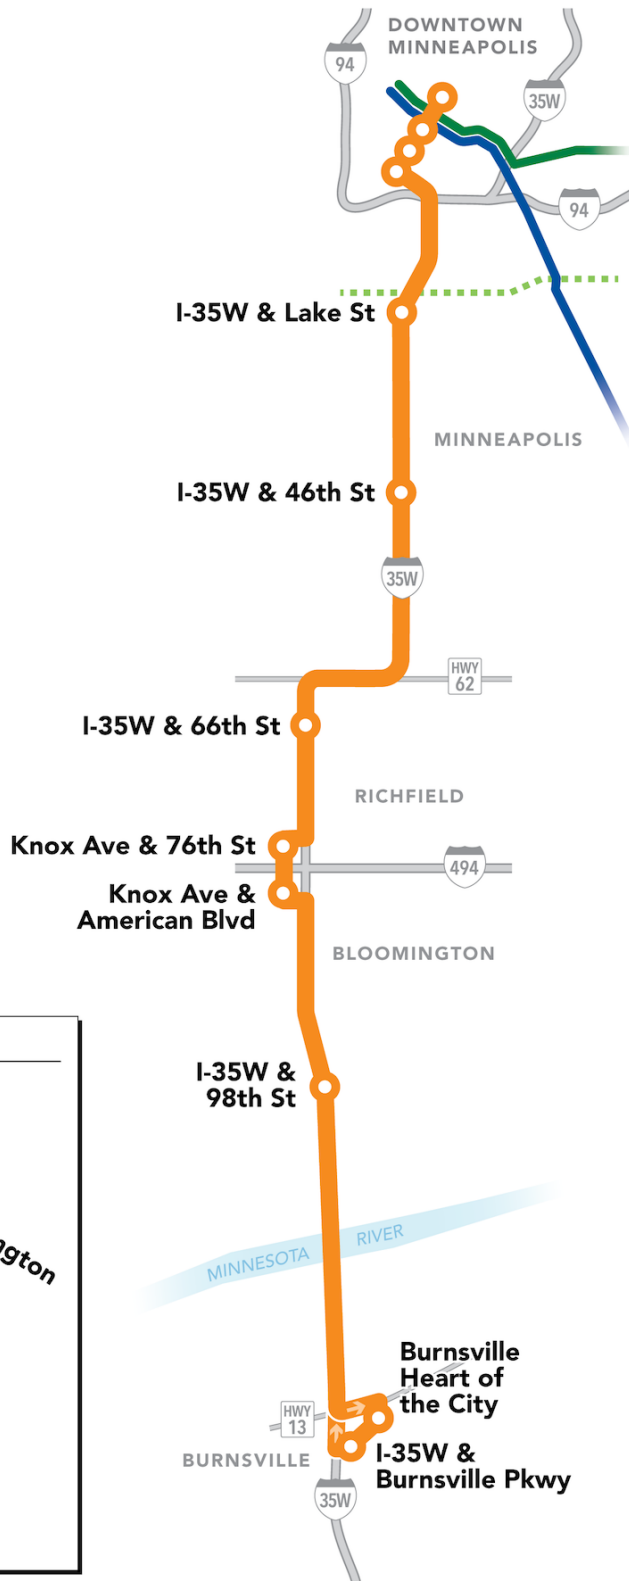 DOWNTOWN
MINNEAPOLIS
94
35W
94
I-35W & Lake St
MINNEAPOLIS
I-35W & 46th St
35W
HWY
62
I-35W & 66th St
RICHFIELD
Knox Ave & 76th St
494
Knox Ave &
American Blvd
BLOOMINGTON
I-35W &
98th St
MINNESOTA RIVER
Burnsville
Heart of
the City
HWY
13
BURNSVILLE
I-35W &
Burnsville Pkwy
35W